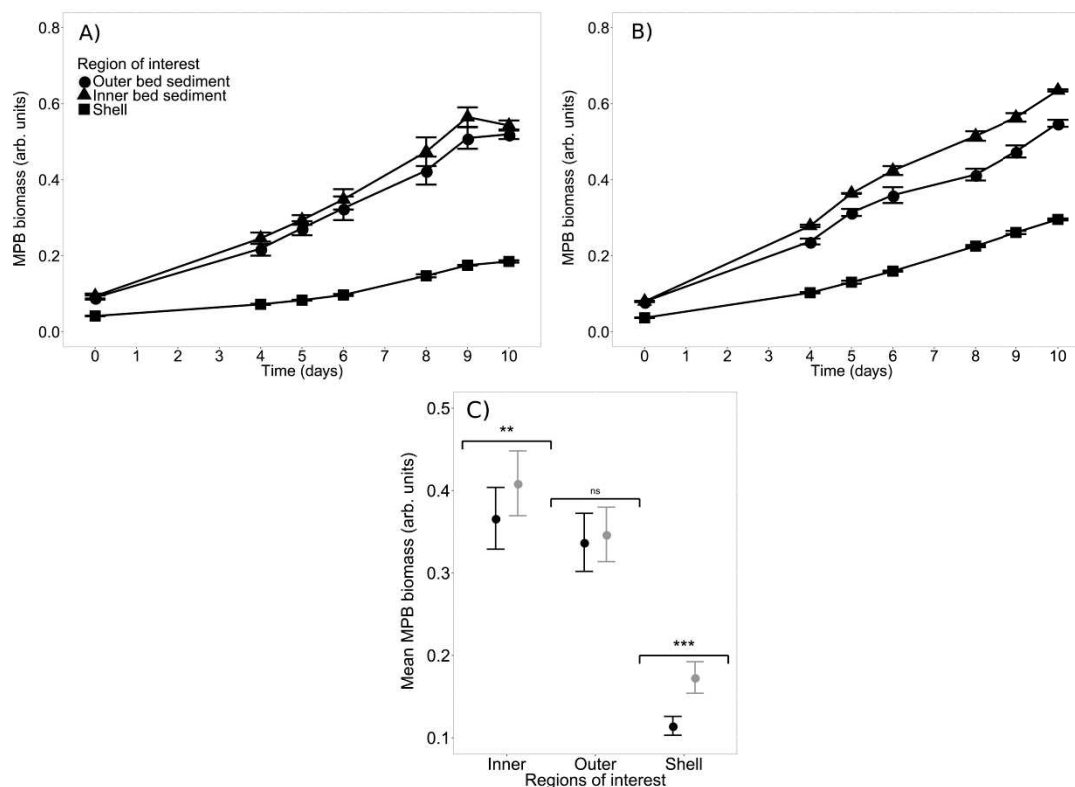 A)
Region of interest
Outer bed sediment
Inner bed sediment
Shell
MPB biomass (arb. units)
0.8
0.6
0.4
0.2
0.0
0 1 2 3 4 5 6 7 8 9 10
Time (days)
B)
MPB biomass (arb. units)
0.8
0.6
0.4
0.2
0.0
0 1 2 3 4 5 6 7 8 9 10
Time (days)
C)
Mean MPB biomass (arb. units)
0.5
0.4
0.3
0.2
0.1
**
ns
***
Inner Outer Shell
Regions of interest